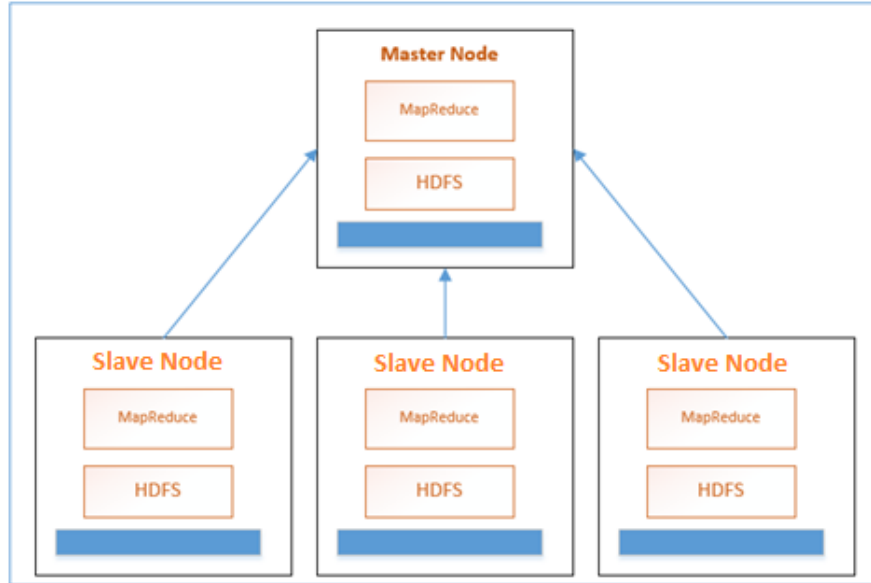 Master Node
MapReduce
HDFS
Slave Node
Slave Node
Slave Node
MapReduce
MapReduce
MapReduce
HDFS
HDFS
HDFS